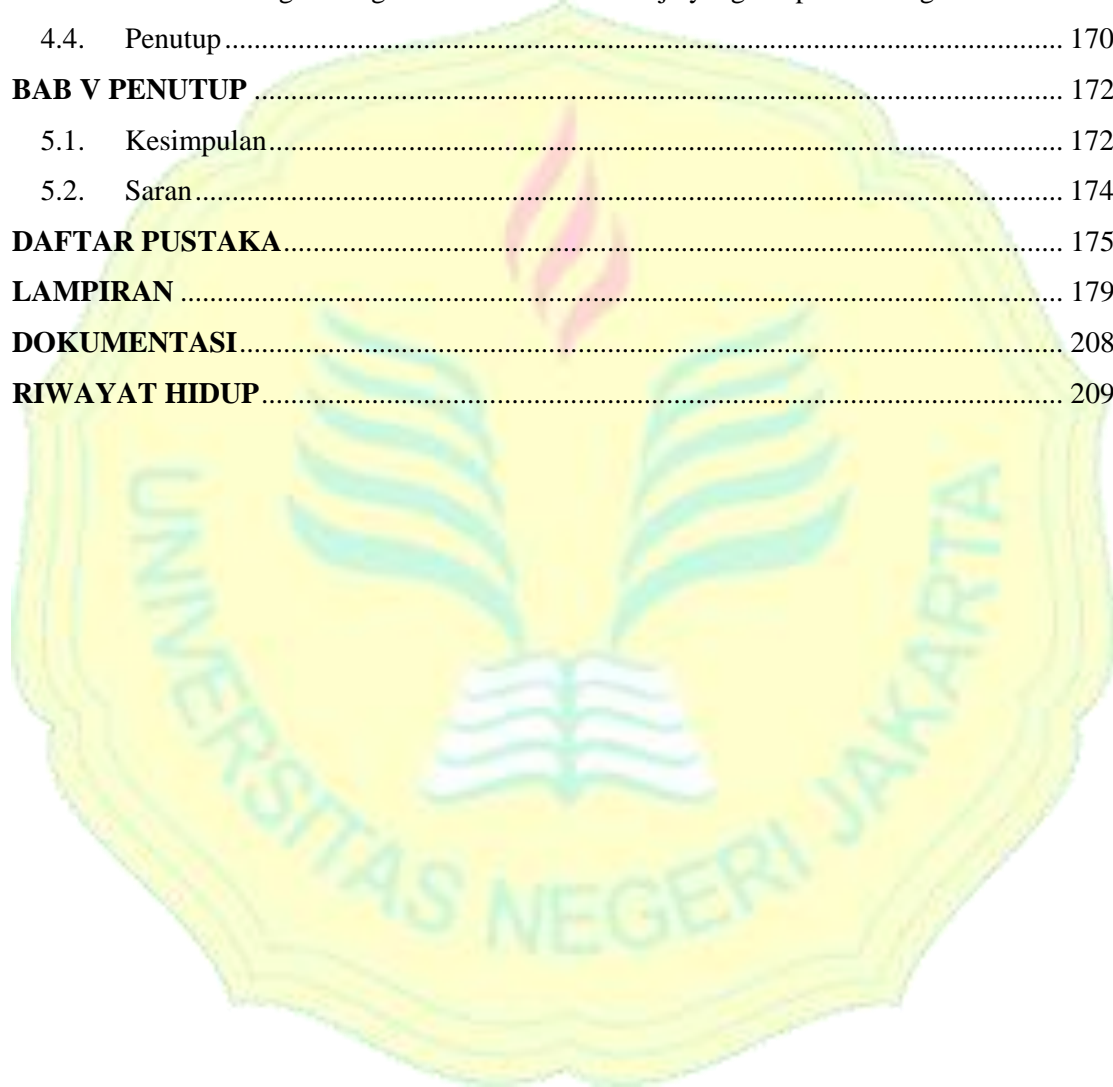 4.4. Penutup........................................................................................................ 170
BAB V PENUTUP ................................................................................................... 172
5.1. Kesimpulan.................................................................................................. 172
5.2. Saran............................................................................................................ 174
DAFTAR PUSTAKA................................................................................................ 175
LAMPIRAN ............................................................................................................. 179
DOKUMENTASI...................................................................................................... 208
RIWAYAT HIDUP................................................................................................... 209
UNIVERSITAS NEGERI JAKARTA